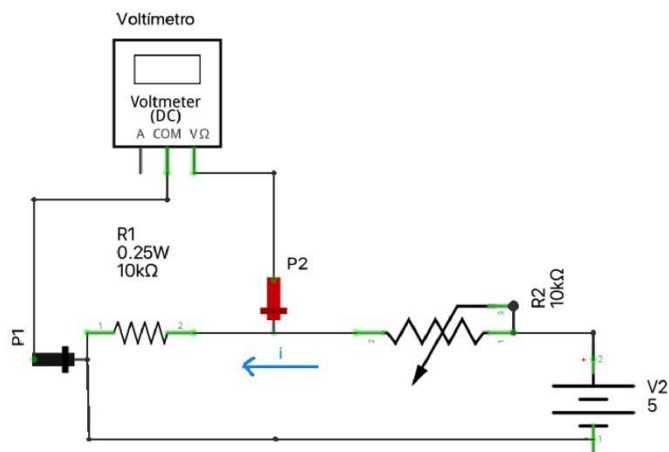 Voltímetro
Voltmeter
(DC)
A COM VΩ
R1
0.25W
10kΩ
P2
R2
10kΩ
3
P1
1
2
2
1
i
+
2
V2
5
1